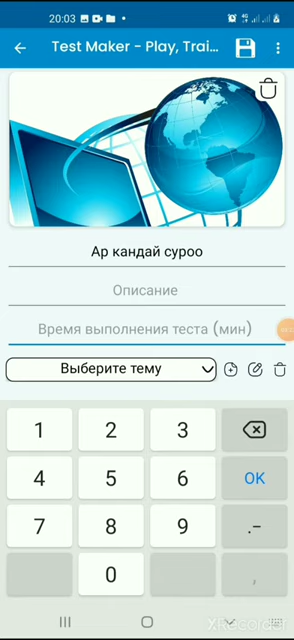 20:03
Test Maker - Play, Trai...
Ар кандай суроо
Описание
Время выполнения теста (мин)
Выберите тему
1 2 3
4 5 6 OK
7 8 9 .-
0 ,
XRecorder